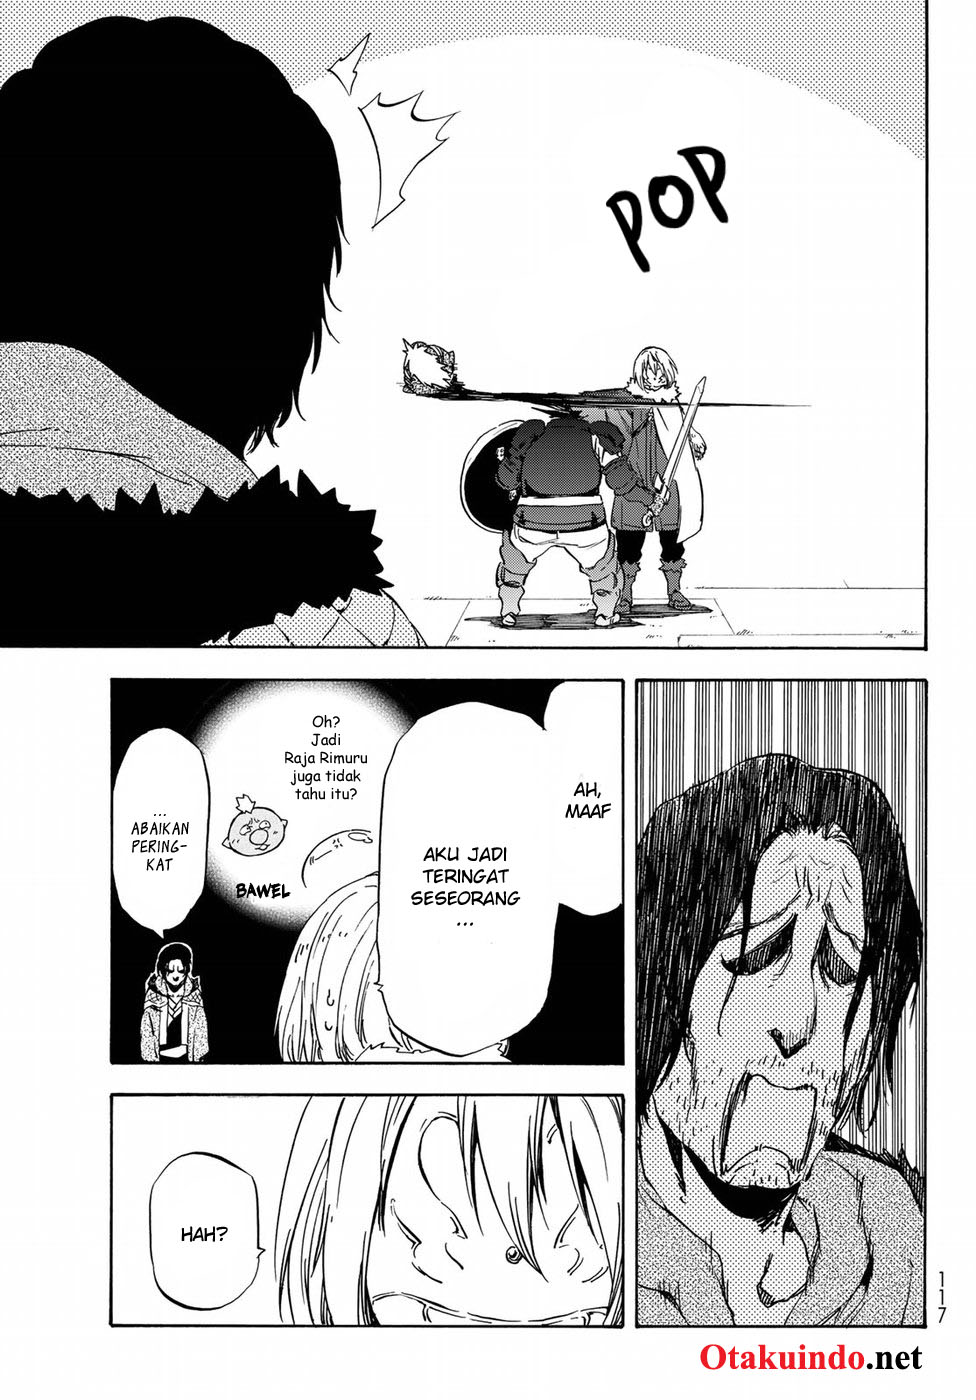 POP
AH,
MAAF
AKU JADI
TERINGAT
SESEORANG
...
Oh?
Jadi
Raja Rimuru
juga tidak
tahu itu?
BAWEL
...
ABAIKAN
PERING-
KAT
HAH?
117
Otakuindo.net